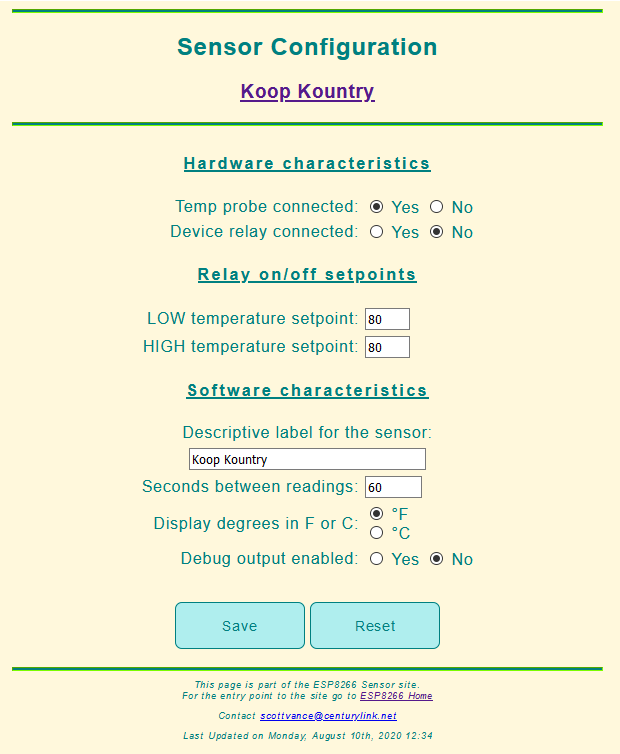 Sensor Configuration
Koop Kountry
Hardware characteristics
Temp probe connected: Yes No
Device relay connected: Yes No
Relay on/off setpoints
LOW temperature setpoint: 80
HIGH temperature setpoint: 80
Software characteristics
Descriptive label for the sensor:
Koop Kountry
Seconds between readings: 60
Display degrees in F or C: °F
°C
Debug output enabled: Yes No
Save Reset
This page is part of the ESP8266 Sensor site.
For the entry point to the site go to ESP8266 Home
Contact scottvance@centurylink.net
Last Updated on Monday, August 10th, 2020 12:34